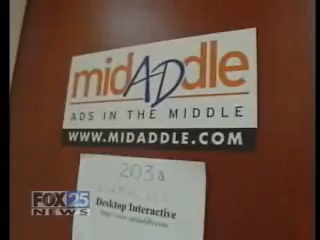 midADdle
ADS IN THE MIDDLE
WWW.MIDADDLE.COM
203a
Desktop Interactive
FOX 25
NEWS